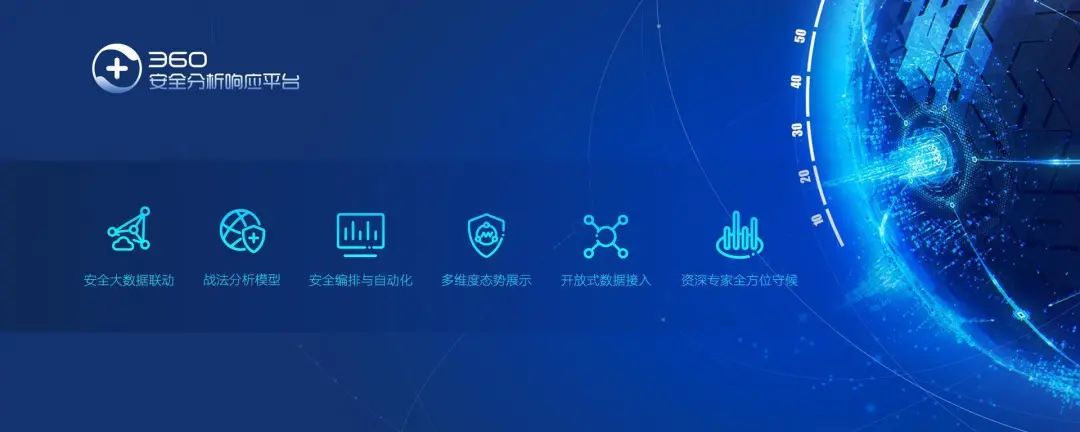 360
安全分析响应平台
安全大数据联动
战法分析模型
安全编排与自动化
多维度态势展示
开放式数据接入
资深专家全方位守候
50
40
30
20
10